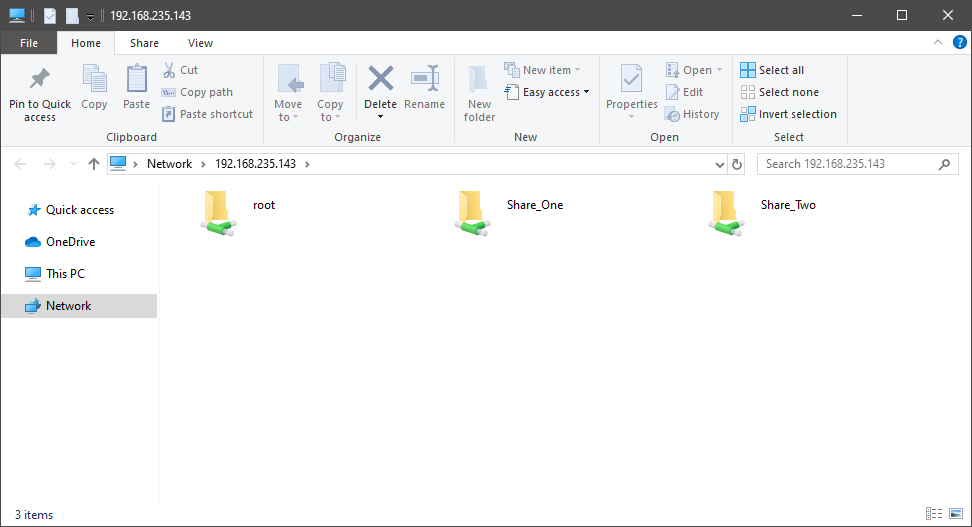 192.168.235.143
File Home Share View
Pin to Quick access
Copy
Paste
Cut
Copy path
Paste shortcut
Clipboard
Move to
Copy to
Delete
Rename
Organize
New folder
New item
Easy access
New
Properties
Open
Edit
History
Open
Select all
Select none
Invert selection
Select
Network 192.168.235.143
Search 192.168.235.143
Quick access
OneDrive
This PC
Network
root
Share_One
Share_Two
3 items